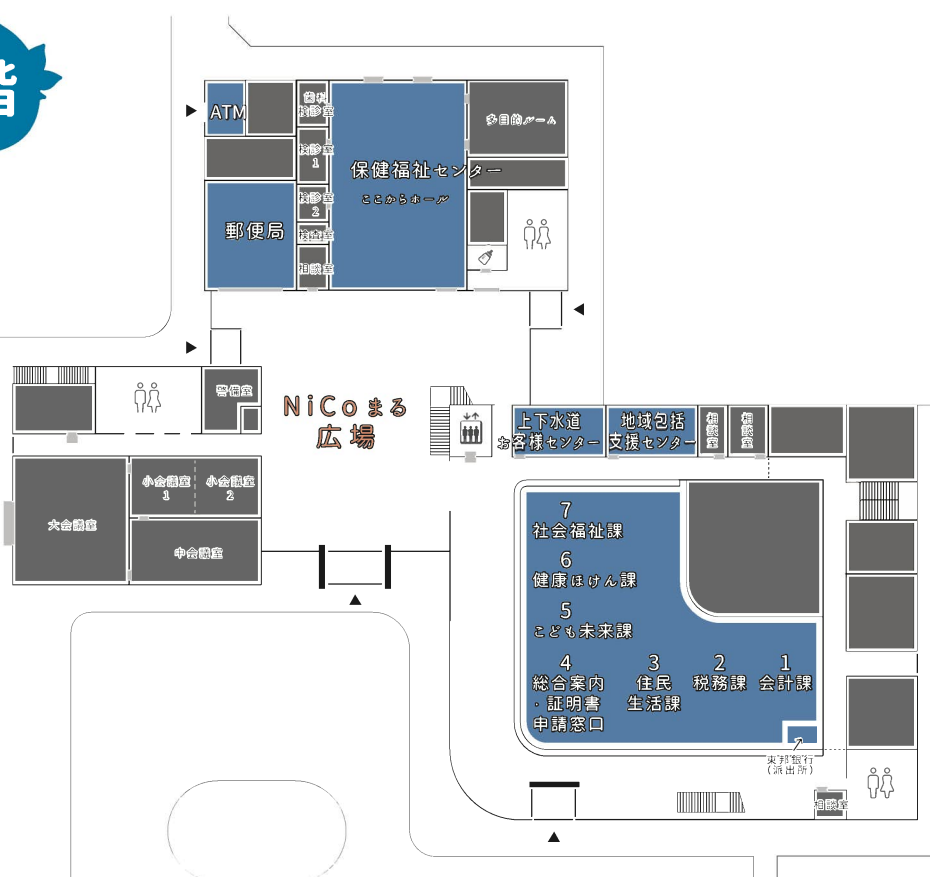 階
ATM
歯科
検診室
検診室
1
検診室
2
検査室
相談室
郵便局
保健福祉センター
ここからホール
多目的ルーム
警備室
NiCoまる
広場
小会議室
1
小会議室
2
大会議室
中会議室
上下水道
お客様センター
地域包括
支援センター
相談室
相談室
7
社会福祉課
6
健康ほけん課
5
こども未来課
4
総合案内
・証明書
申請窓口
3
住民
生活課
2
税務課
1
会計課
東邦銀行
(派出所)
相談室